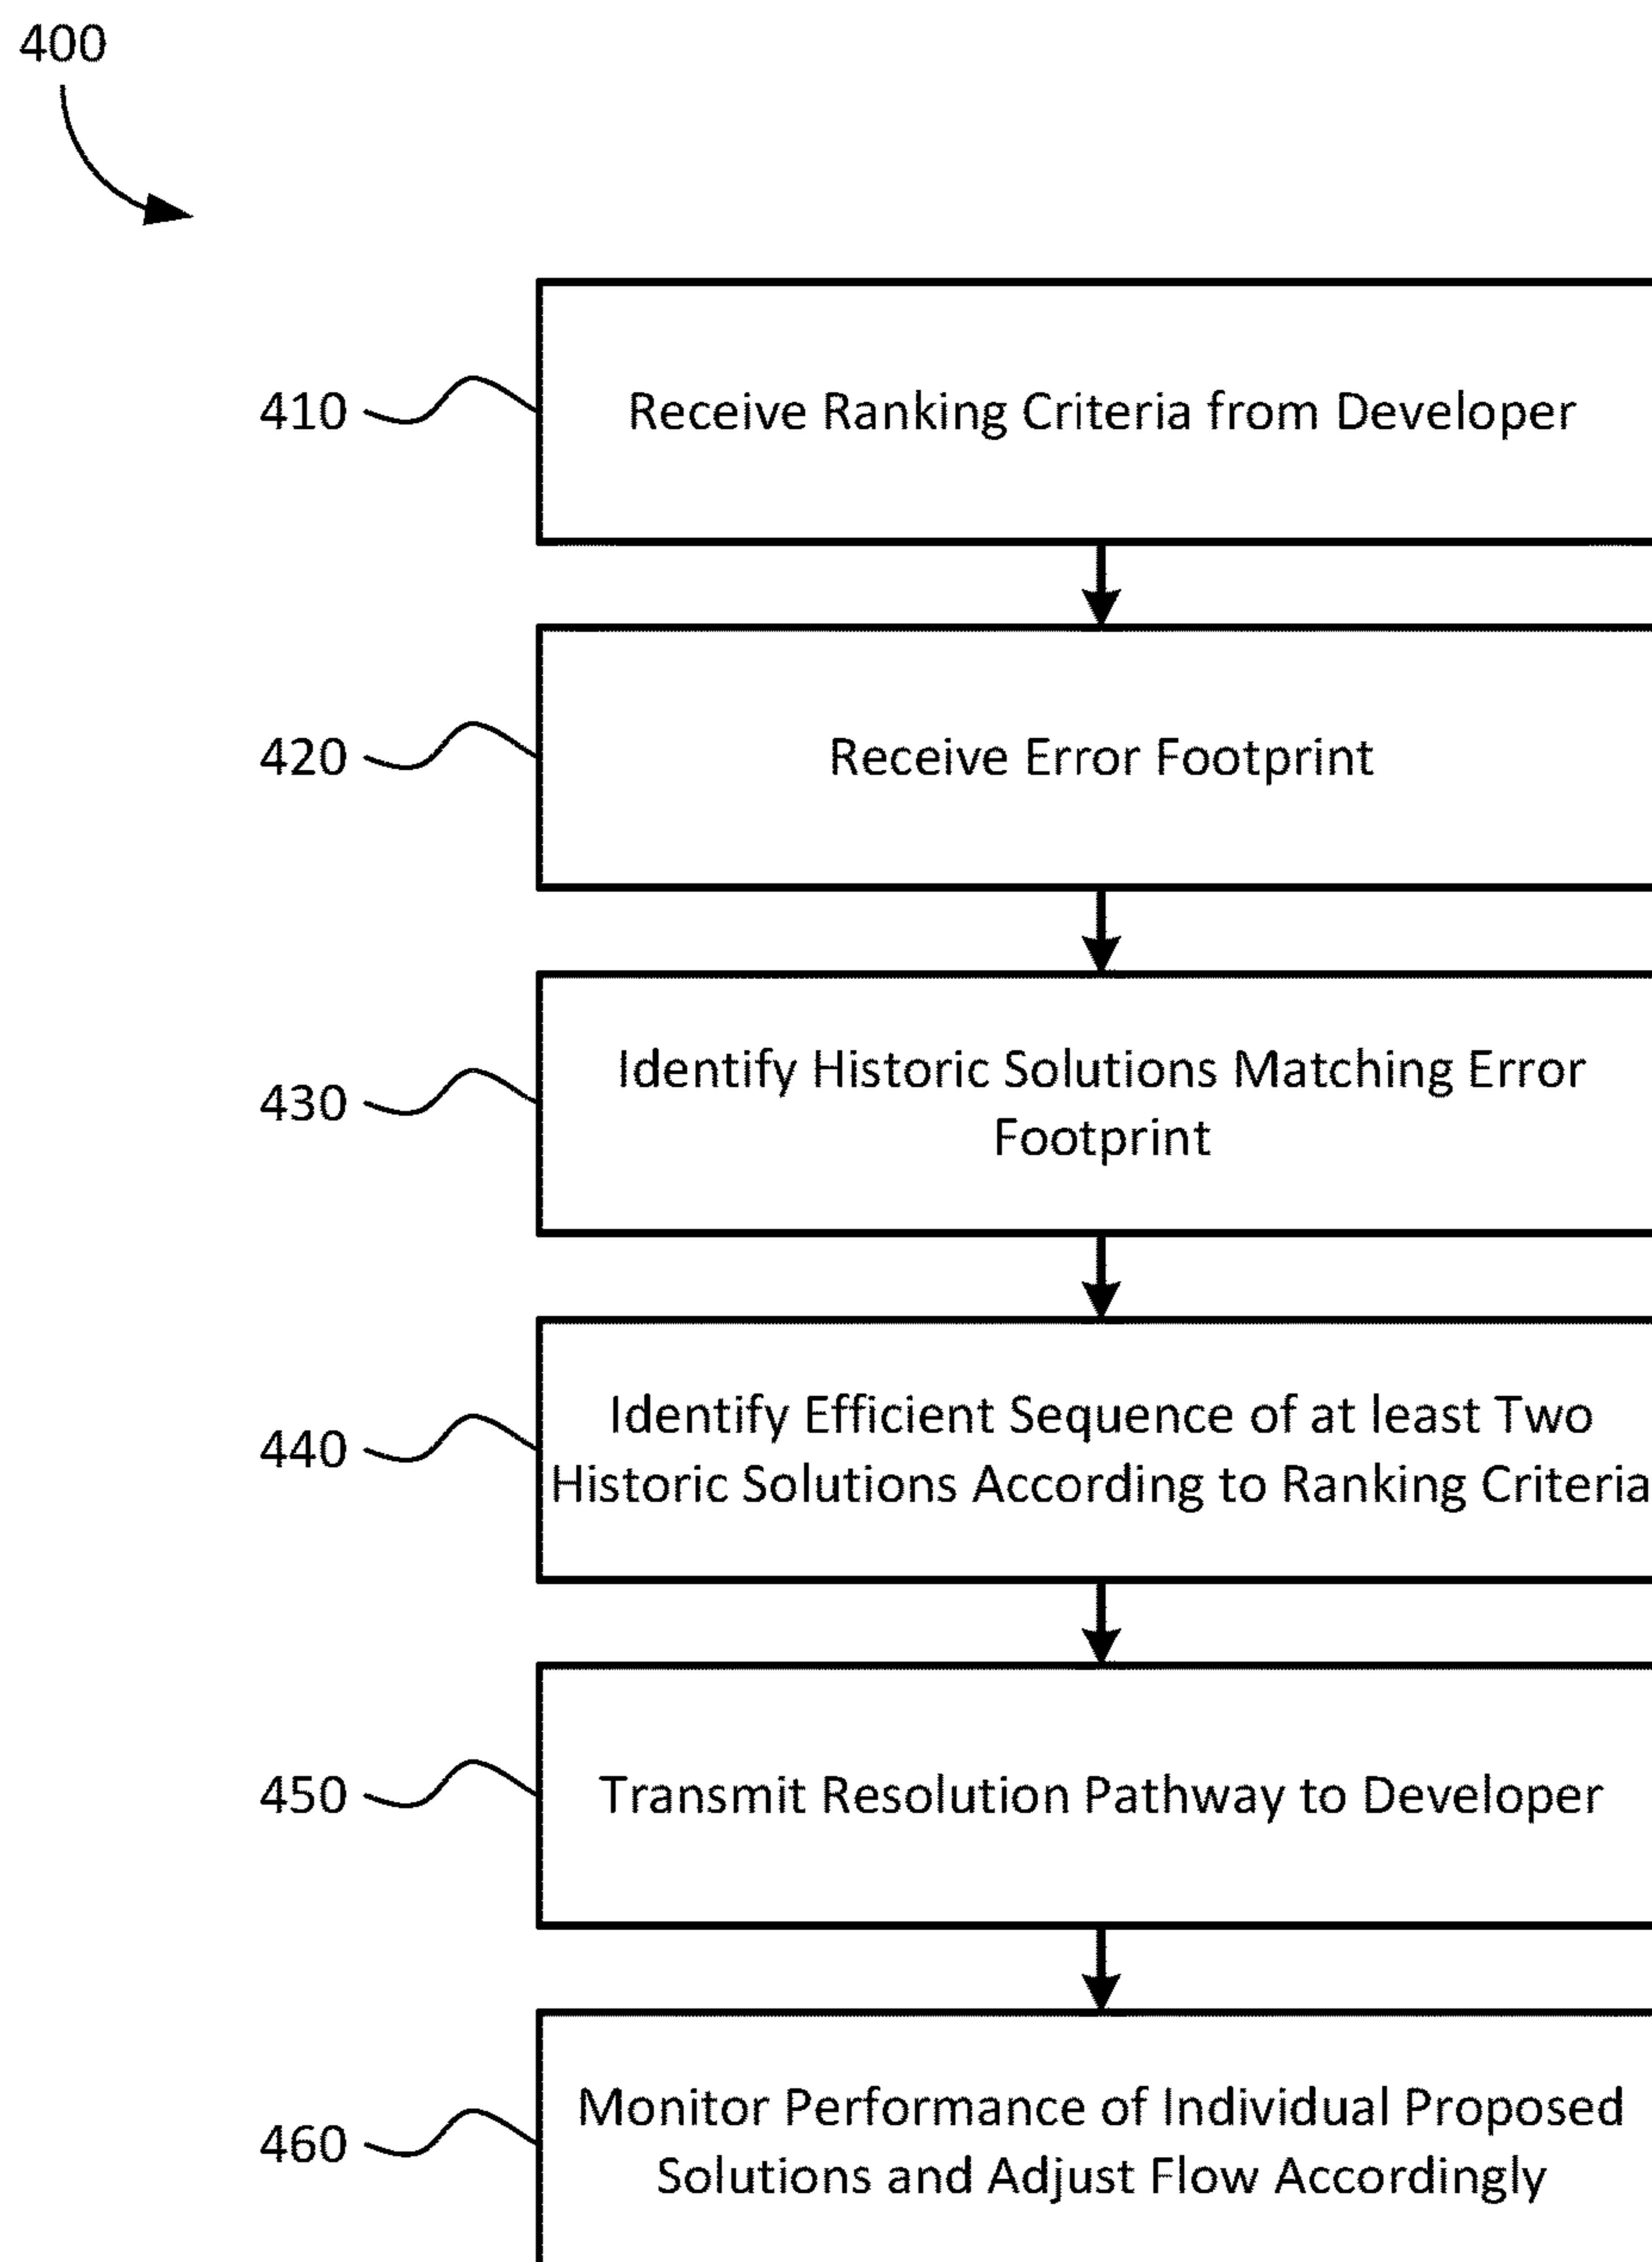 400
410
Receive Ranking Criteria from Developer
420
Receive Error Footprint
430
Identify Historic Solutions Matching Error
Footprint
440
Identify Efficient Sequence of at least Two
Historic Solutions According to Ranking Criteria
450
Transmit Resolution Pathway to Developer
460
Monitor Performance of Individual Proposed
Solutions and Adjust Flow Accordingly